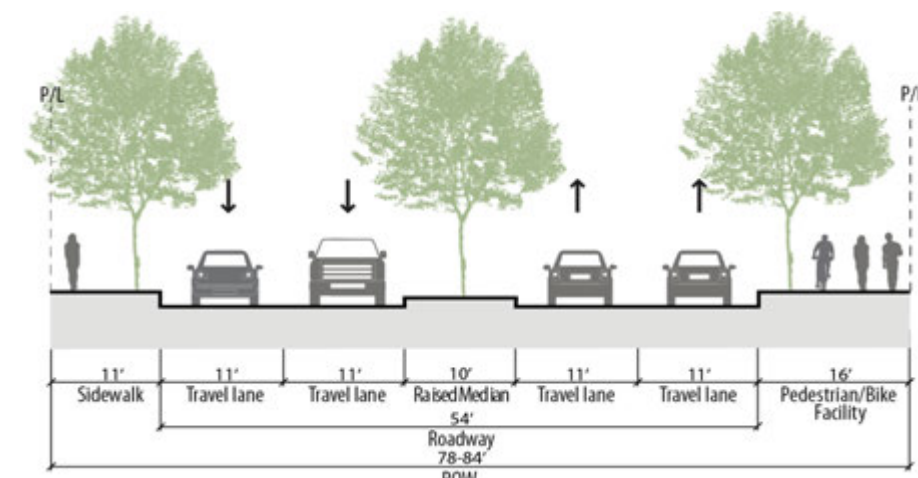 P/L P/L
11' 11' 11' 10' 11' 11' 16'
Sidewalk Travel lane Travel lane Raised Median Travel lane Travel lane Pedestrian/Bike
Facility
54'
Roadway
78-84'
ROW